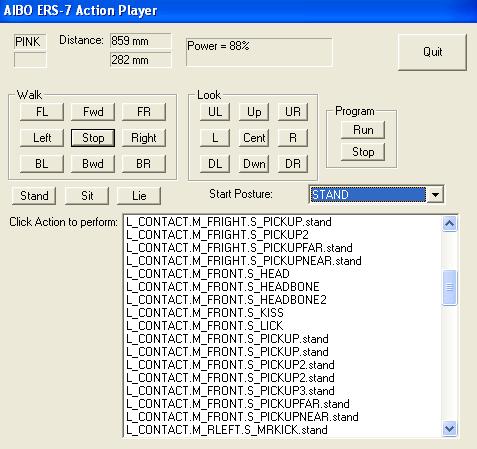 AIBO ERS-7 Action Player
PINK Distance: 859 mm Power = 88% Quit
282 mm
Walk Look
FL Fwd FR UL Up UR Program
Left Stop Right L Cent R Run
BL Bwd BR DL Dwn DR Stop
Stand Sit Lie Start Posture: STAND
Click Action to perform: L_CONTACT.M_FRIGHT.S_PICKUP.stand
L_CONTACT.M_FRIGHT.S_PICKUP2
L_CONTACT.M_FRIGHT.S_PICKUPFAR.stand
L_CONTACT.M_FRIGHT.S_PICKUPNEAR.stand
L_CONTACT.M_FRONT.S_HEAD
L_CONTACT.M_FRONT.S_HEADBONE
L_CONTACT.M_FRONT.S_HEADBONE2
L_CONTACT.M_FRONT.S_KISS
L_CONTACT.M_FRONT.S_LICK
L_CONTACT.M_FRONT.S_PICKUP.stand
L_CONTACT.M_FRONT.S_PICKUP.stand
L_CONTACT.M_FRONT.S_PICKUP2.stand
L_CONTACT.M_FRONT.S_PICKUP2.stand
L_CONTACT.M_FRONT.S_PICKUP3.stand
L_CONTACT.M_FRONT.S_PICKUPFAR.stand
L_CONTACT.M_FRONT.S_PICKUPNEAR.stand
L_CONTACT.M_RLEFT.S_MRKICK.stand